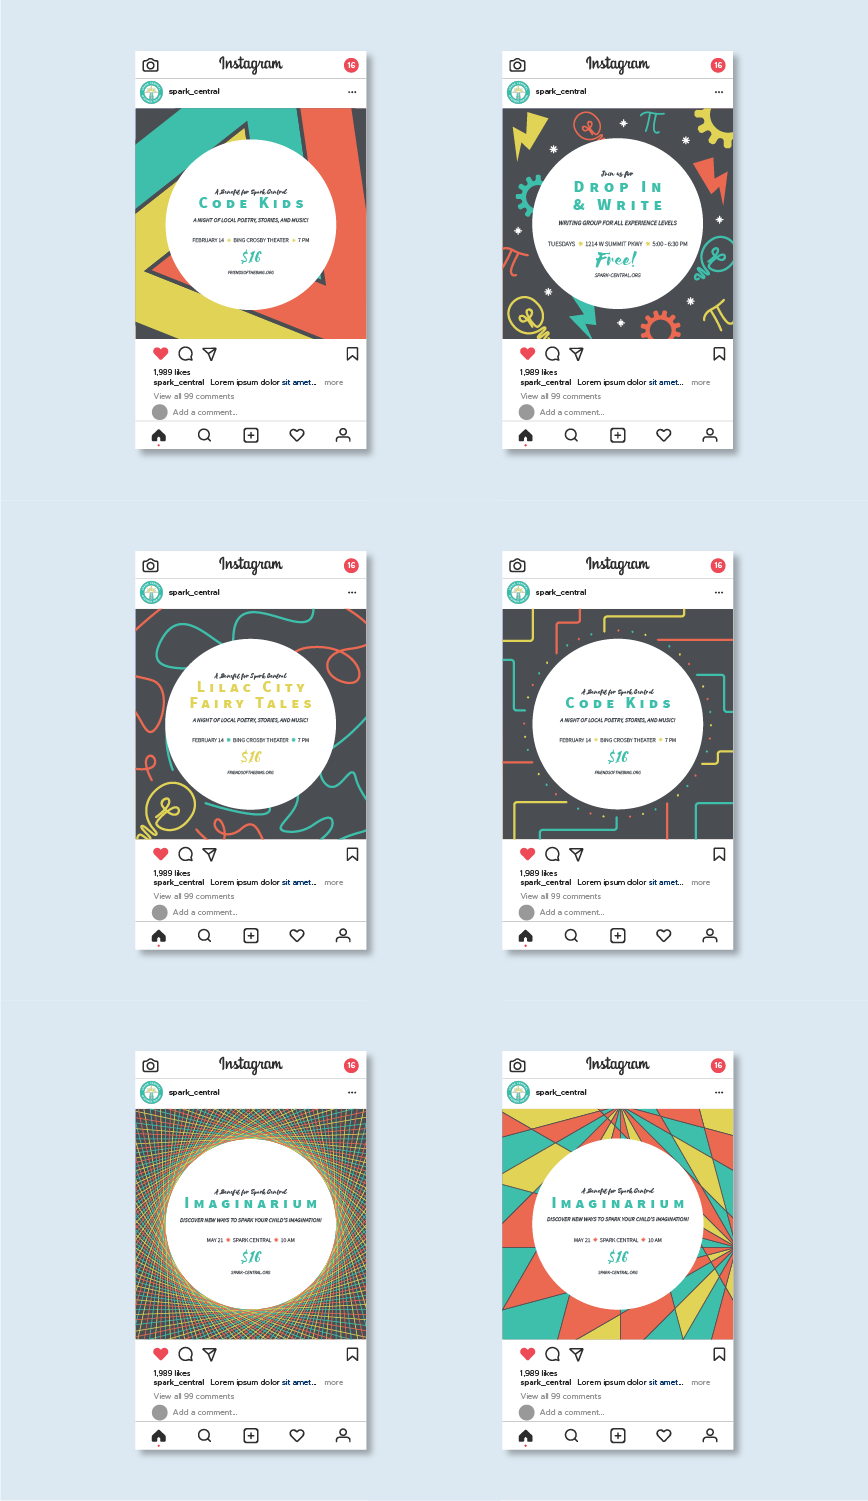 Instagram
16
spark_central
A Benefit for Spark Central
CODE KIDS
A NIGHT OF LOCAL POETRY, STORIES, AND MUSIC!
FEBRUARY 14 BING CROSBY THEATER 7 PM
$16
FRIENDSOFTHEBING.ORG
1,989 likes
spark_central Lorem ipsum dolor sit amet... more
View all 99 comments
Add a comment...
Instagram
16
spark_central
Join us for
DROP IN
& WRITE
WRITING GROUP FOR ALL EXPERIENCE LEVELS
TUESDAYS 1214 W SUMMIT PKWY 5:00 - 6:30 PM
Free!
SPARK-CENTRAL.ORG
1,989 likes
spark_central Lorem ipsum dolor sit amet... more
View all 99 comments
Add a comment...
Instagram
16
spark_central
A Benefit for Spark Central
LILAC CITY
FAIRY TALES
A NIGHT OF LOCAL POETRY, STORIES, AND MUSIC!
FEBRUARY 14 BING CROSBY THEATER 7 PM
$16
FRIENDSOFTHEBING.ORG
1,989 likes
spark_central Lorem ipsum dolor sit amet... more
View all 99 comments
Add a comment...
Instagram
16
spark_central
A Benefit for Spark Central
CODE KIDS
A NIGHT OF LOCAL POETRY, STORIES, AND MUSIC!
FEBRUARY 14 BING CROSBY THEATER 7 PM
$16
FRIENDSOFTHEBING.ORG
1,989 likes
spark_central Lorem ipsum dolor sit amet... more
View all 99 comments
Add a comment...
Instagram
16
spark_central
A Benefit for Spark Central
IMAGINARIUM
DISCOVER NEW WAYS TO SPARK YOUR CHILD'S IMAGINATION!
MAY 21 SPARK CENTRAL 10 AM
$16
SPARK-CENTRAL.ORG
1,989 likes
spark_central Lorem ipsum dolor sit amet... more
View all 99 comments
Add a comment...
Instagram
16
spark_central
A Benefit for Spark Central
IMAGINARIUM
DISCOVER NEW WAYS TO SPARK YOUR CHILD'S IMAGINATION!
MAY 21 SPARK CENTRAL 10 AM
$16
SPARK-CENTRAL.ORG
1,989 likes
spark_central Lorem ipsum dolor sit amet... more
View all 99 comments
Add a comment...